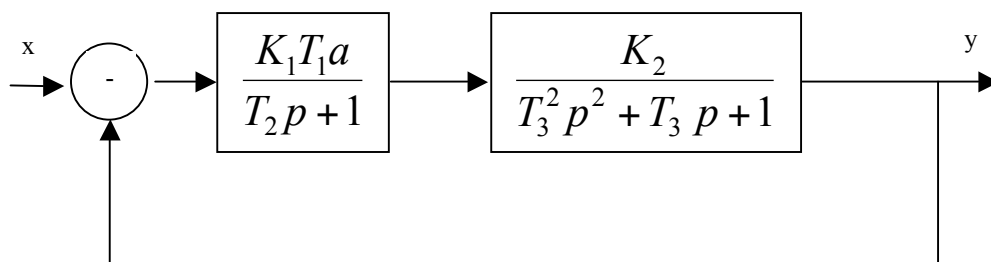 x
-
K₁T₁a
T₂p + 1
K₂
T₃²p² + T₃ p + 1
y